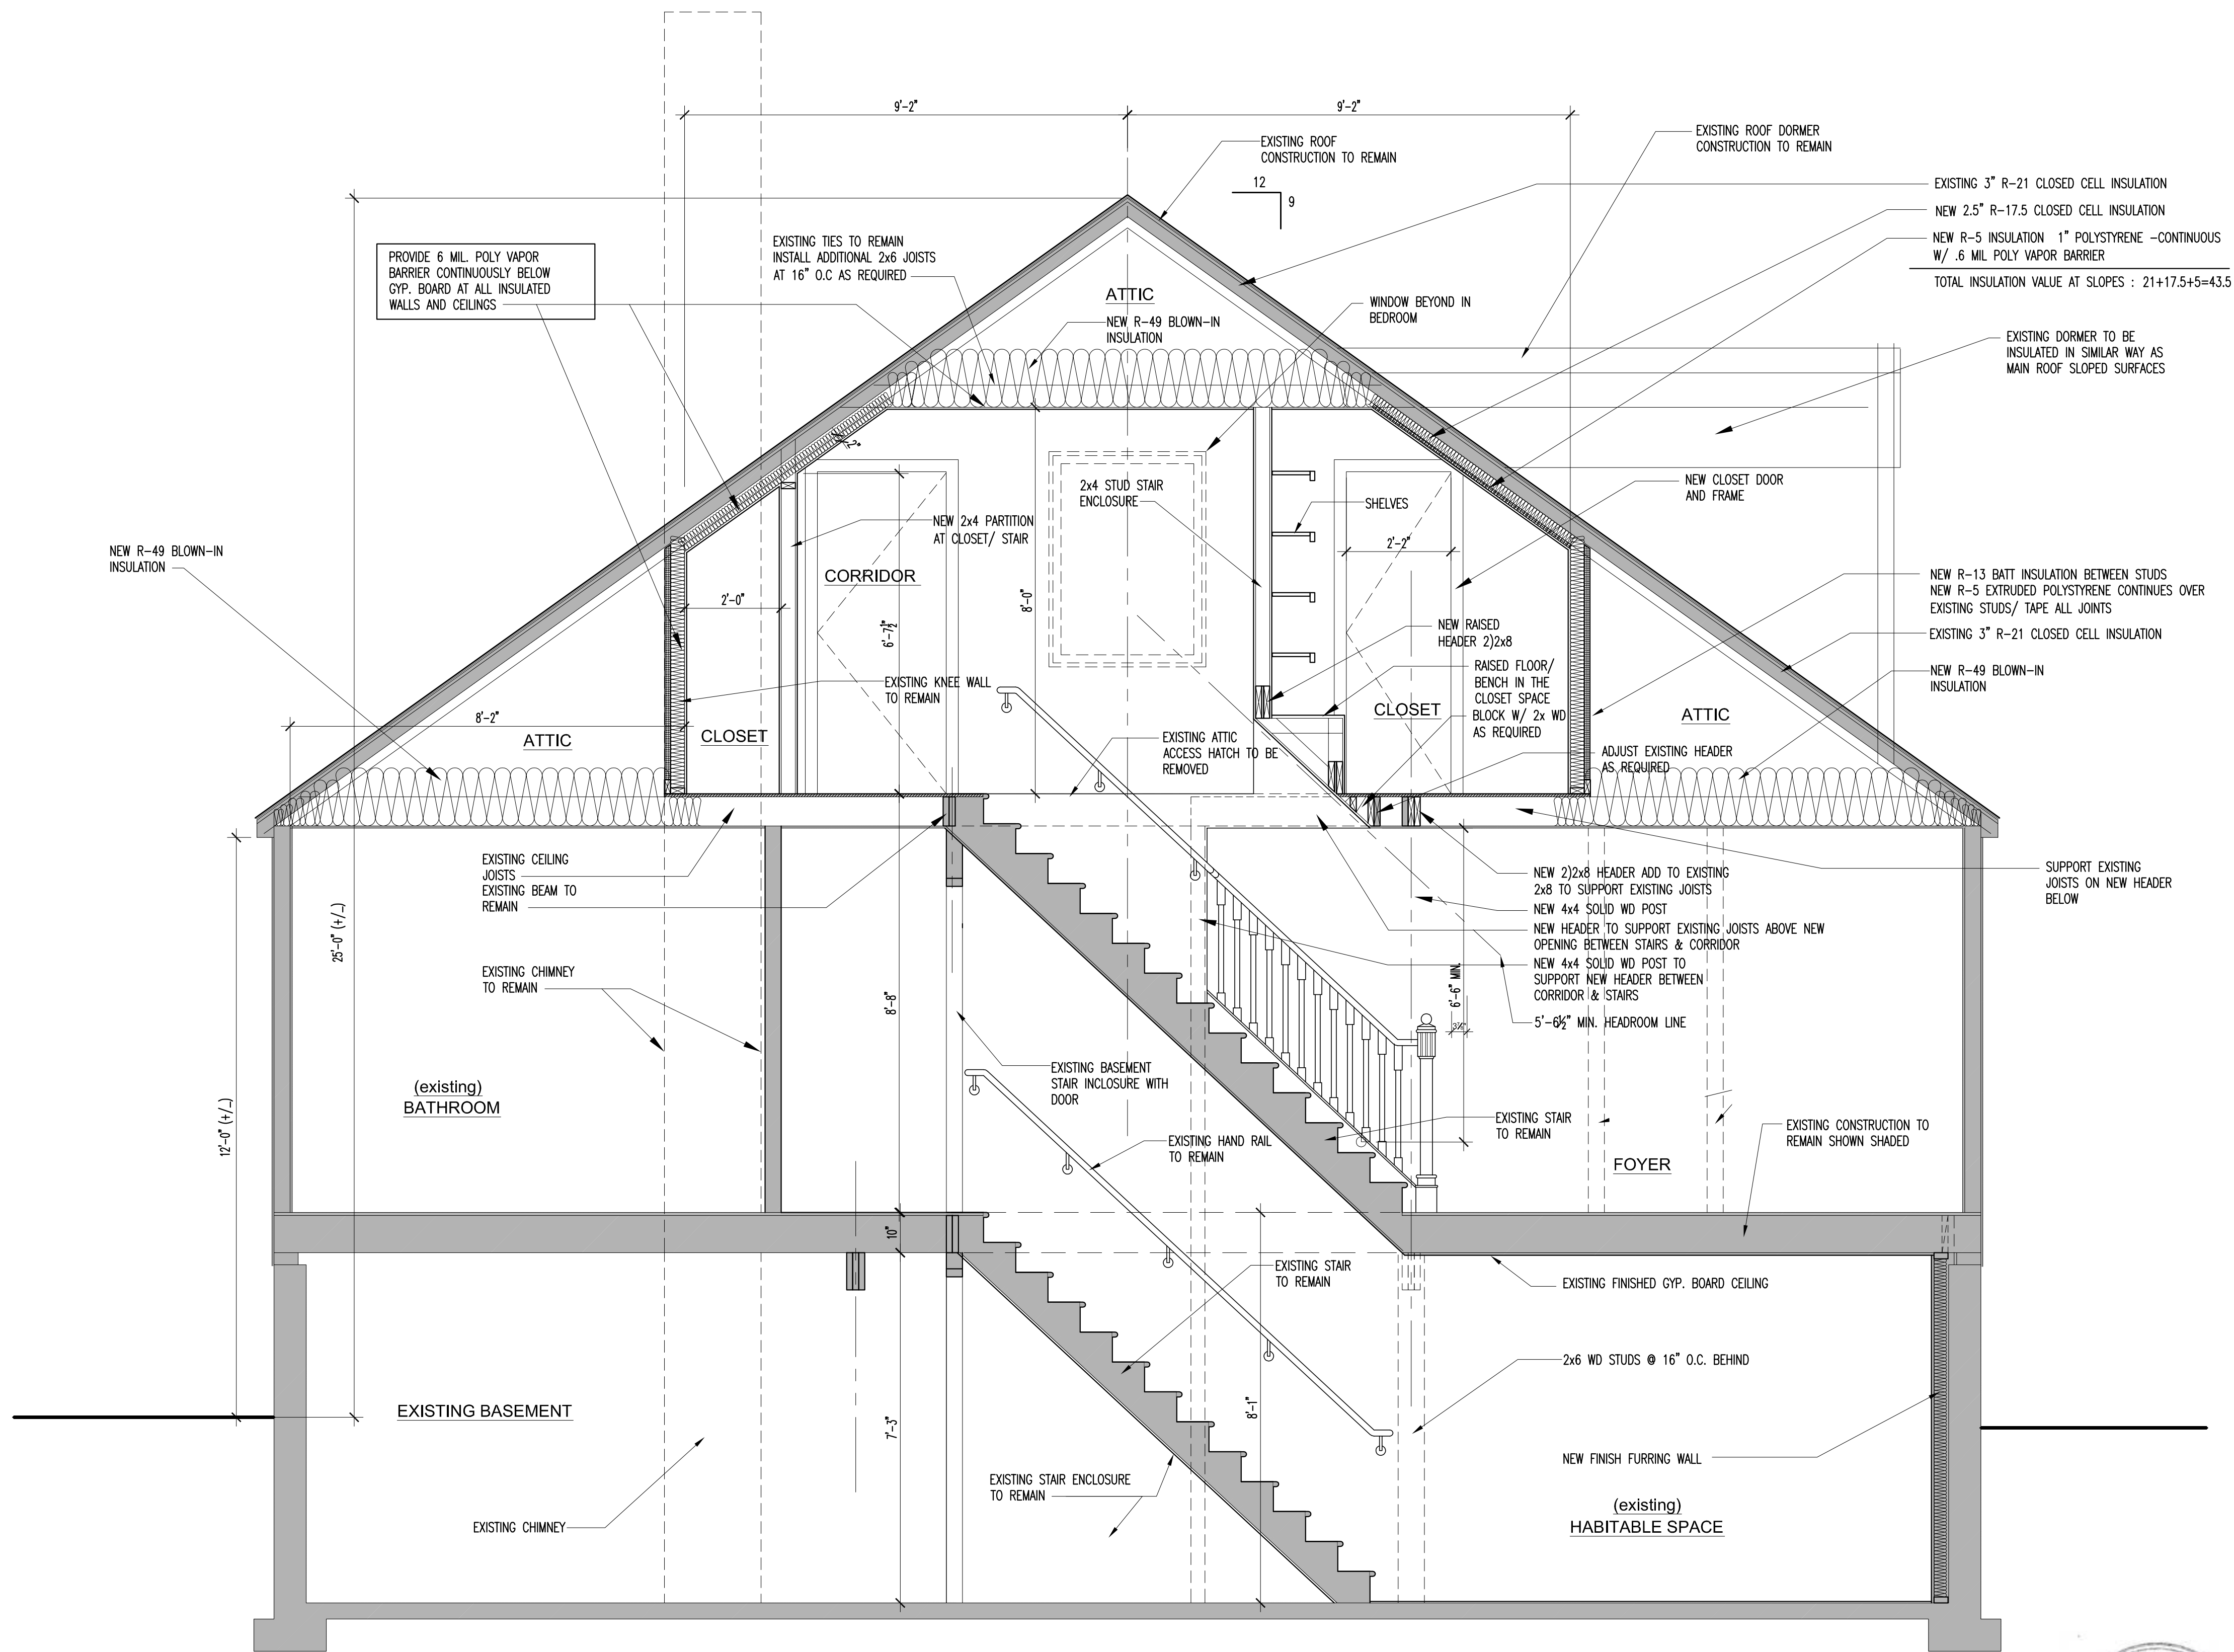 9'-2"
9'-2"
EXISTING ROOF
CONSTRUCTION TO REMAIN
EXISTING ROOF DORMER
CONSTRUCTION TO REMAIN
12
9
EXISTING 3" R-21 CLOSED CELL INSULATION
NEW 2.5" R-17.5 CLOSED CELL INSULATION
NEW R-5 INSULATION 1" POLYSTYRENE -CONTINUOUS
W/ .6 MIL POLY VAPOR BARRIER
TOTAL INSULATION VALUE AT SLOPES : 21+17.5+5=43.5
PROVIDE 6 MIL. POLY VAPOR
BARRIER CONTINUOUSLY BELOW
GYP. BOARD AT ALL INSULATED
WALLS AND CEILINGS
EXISTING TIES TO REMAIN
INSTALL ADDITIONAL 2x6 JOISTS
AT 16" O.C AS REQUIRED
ATTIC
NEW R-49 BLOWN-IN
INSULATION
WINDOW BEYOND IN
BEDROOM
EXISTING DORMER TO BE
INSULATED IN SIMILAR WAY AS
MAIN ROOF SLOPED SURFACES
2"
2x4 STUD STAIR
ENCLOSURE
SHELVES
NEW CLOSET DOOR
AND FRAME
NEW 2x4 PARTITION
AT CLOSET/ STAIR
2'-2"
NEW R-49 BLOWN-IN
INSULATION
CORRIDOR
2'-0"
8'-0"
6'-7½"
NEW R-13 BATT INSULATION BETWEEN STUDS
NEW R-5 EXTRUDED POLYSTYRENE CONTINUES OVER
EXISTING STUDS/ TAPE ALL JOINTS
EXISTING 3" R-21 CLOSED CELL INSULATION
NEW R-49 BLOWN-IN
INSULATION
NEW RAISED
HEADER 2)2x8
RAISED FLOOR/
BENCH IN THE
CLOSET SPACE
BLOCK W/ 2x WD
AS REQUIRED
EXISTING KNEE WALL
TO REMAIN
8'-2"
ATTIC
CLOSET
CLOSET
ATTIC
EXISTING ATTIC
ACCESS HATCH TO BE
REMOVED
ADJUST EXISTING HEADER
AS REQUIRED
EXISTING CEILING
JOISTS
EXISTING BEAM TO
REMAIN
NEW 2)2x8 HEADER ADD TO EXISTING
2x8 TO SUPPORT EXISTING JOISTS
NEW 4x4 SOLID WD POST
NEW HEADER TO SUPPORT EXISTING JOISTS ABOVE NEW
OPENING BETWEEN STAIRS & CORRIDOR
NEW 4x4 SOLID WD POST TO
SUPPORT NEW HEADER BETWEEN
CORRIDOR & STAIRS
5'-6½" MIN. HEADROOM LINE
SUPPORT EXISTING
JOISTS ON NEW HEADER
BELOW
25'-0" (+/-)
12'-0" (+/-)
EXISTING CHIMNEY
TO REMAIN
8'-8"
6'-6" MIN.
EXISTING BASEMENT
STAIR INCLOSURE WITH
DOOR
(existing)
BATHROOM
EXISTING HAND RAIL
TO REMAIN
EXISTING STAIR
TO REMAIN
EXISTING CONSTRUCTION TO
REMAIN SHOWN SHADED
FOYER
10"
EXISTING STAIR
TO REMAIN
EXISTING FINISHED GYP. BOARD CEILING
2x6 WD STUDS @ 16" O.C. BEHIND
EXISTING BASEMENT
7'-3"
8'-1"
NEW FINISH FURRING WALL
EXISTING STAIR ENCLOSURE
TO REMAIN
EXISTING CHIMNEY
(existing)
HABITABLE SPACE